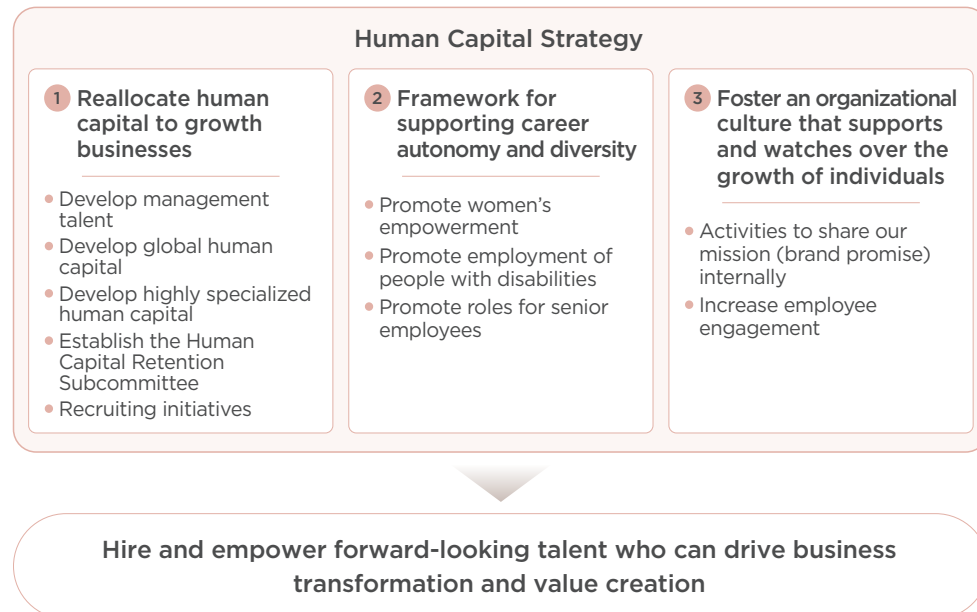 Human Capital Strategy
1 Reallocate human
capital to growth
businesses
• Develop management
talent
• Develop global human
capital
• Develop highly specialized
human capital
• Establish the Human
Capital Retention
Subcommittee
• Recruiting initiatives
2 Framework for
supporting career
autonomy and diversity
• Promote women’s
empowerment
• Promote employment of
people with disabilities
• Promote roles for senior
employees
3 Foster an organizational
culture that supports
and watches over the
growth of individuals
• Activities to share our
mission (brand promise)
internally
• Increase employee
engagement
Hire and empower forward-looking talent who can drive business
transformation and value creation